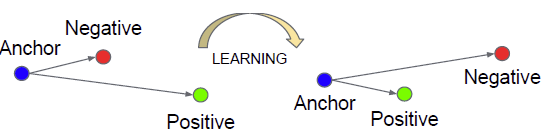 Negative
Anchor
Positive
LEARNING
Negative
Anchor
Positive